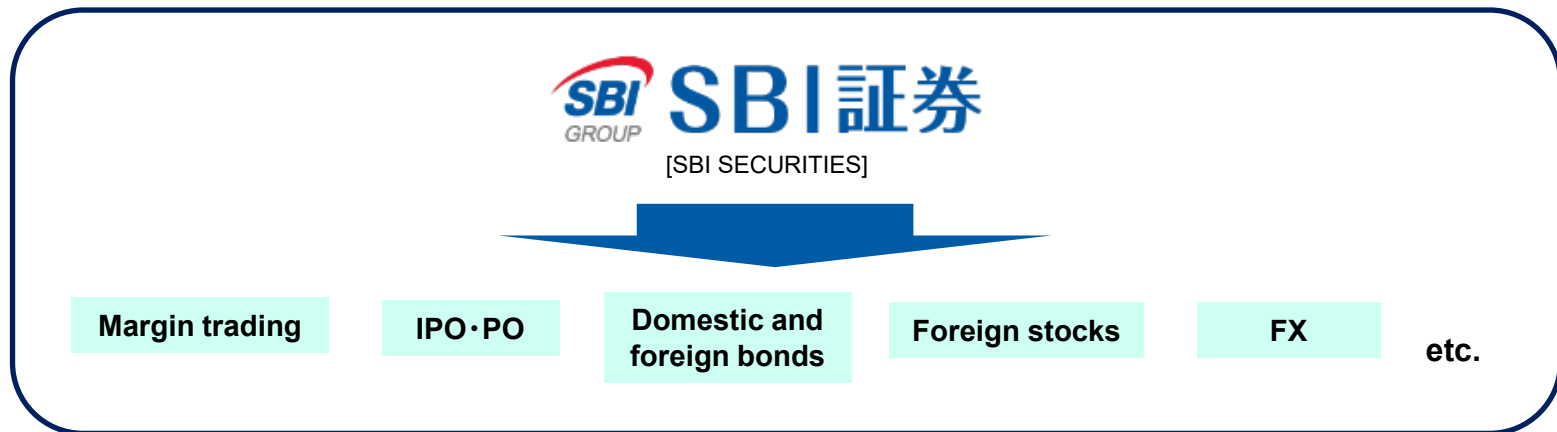 SBI SBI証券
GROUP
[SBI SECURITIES]
Margin trading
IPO・PO
Domestic and
foreign bonds
Foreign stocks
FX
etc.